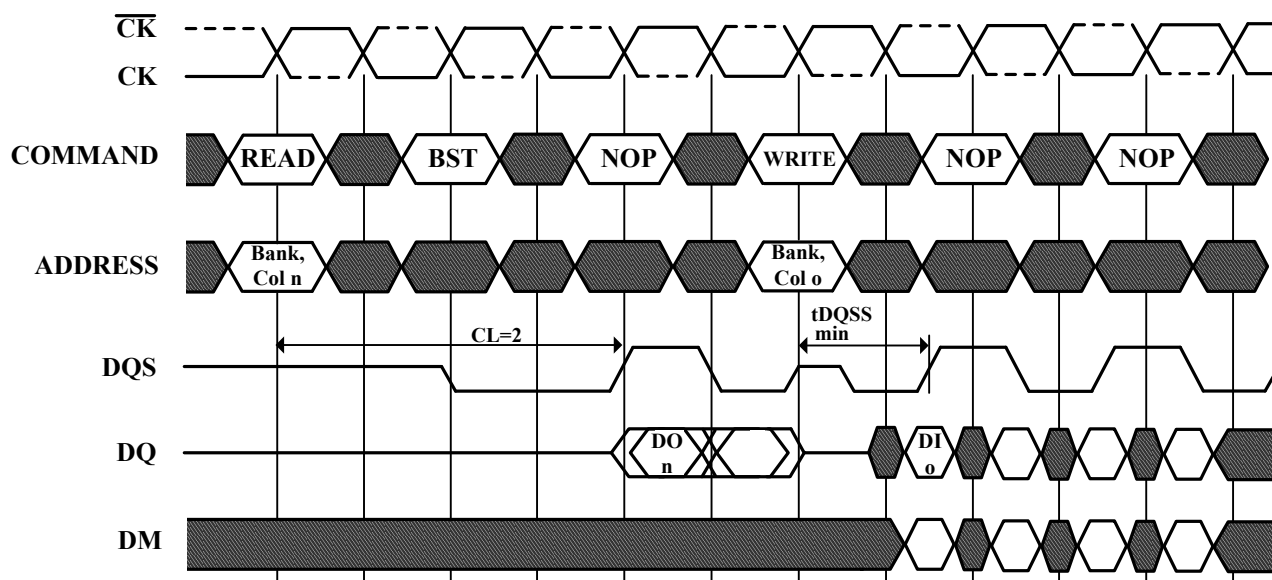 CK
CK
COMMAND
READ
BST
NOP
WRITE
NOP
NOP
ADDRESS
Bank,
Col n
Bank,
Col o
CL=2
tDQSS
min
DQS
DQ
DO
n
DI
o
DM